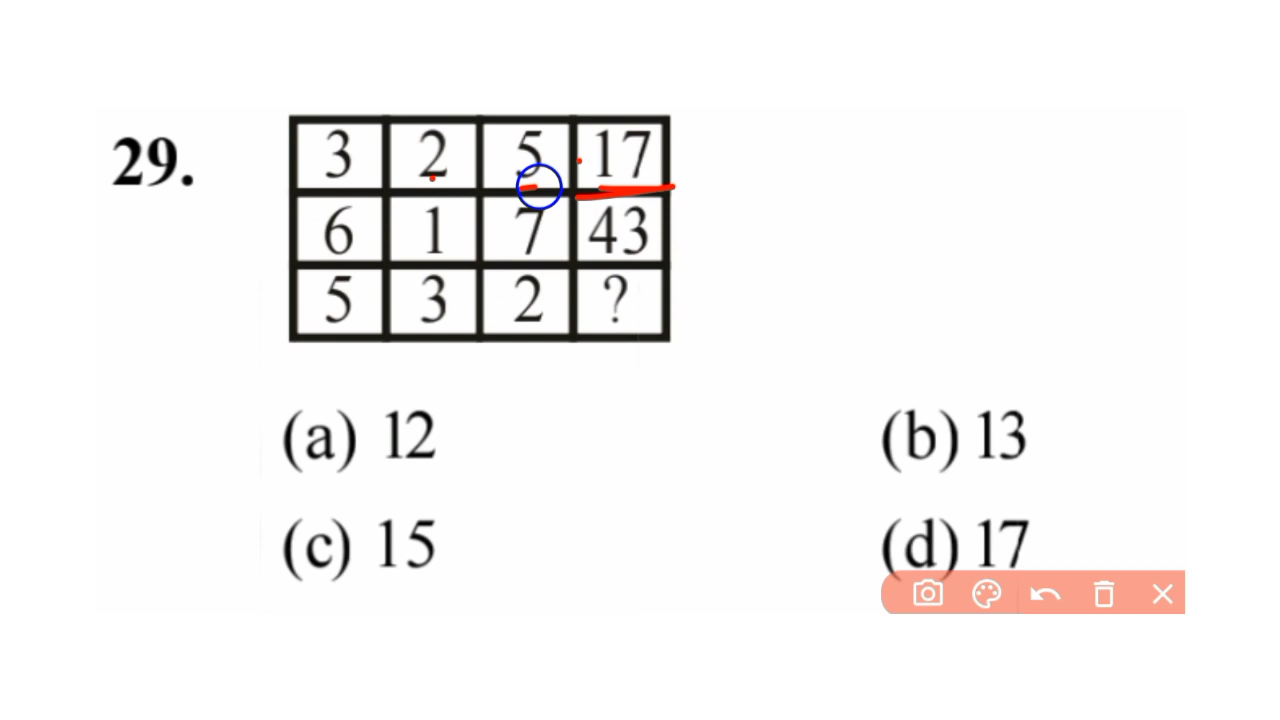 29.
3 2 5 17
6 1 7 43
5 3 2 ?
(a) 12 (b) 13
(c) 15 (d) 17